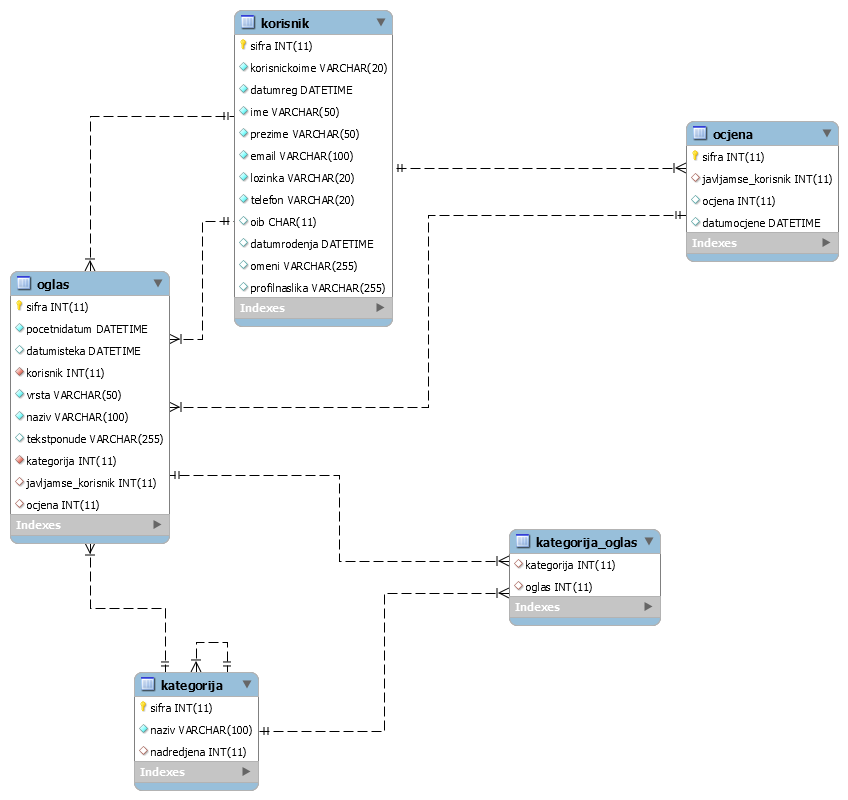 korisnik
sifra INT(11)
korisnickoime VARCHAR(20)
datumreg DATETIME
ime VARCHAR(50)
prezime VARCHAR(50)
email VARCHAR(100)
lozinka VARCHAR(20)
telefon VARCHAR(20)
oib CHAR(11)
datumrodenja DATETIME
omeni VARCHAR(255)
profilnaslika VARCHAR(255)
Indexes
ocjena
sifra INT(11)
javljamse_korisnik INT(11)
ocjena INT(11)
datumocjene DATETIME
Indexes
oglas
sifra INT(11)
pocetnidatum DATETIME
datumisteka DATETIME
korisnik INT(11)
vrsta VARCHAR(50)
naziv VARCHAR(100)
tekstponude VARCHAR(255)
kategorija INT(11)
javljamse_korisnik INT(11)
ocjena INT(11)
Indexes
kategorija_oglas
kategorija INT(11)
oglas INT(11)
Indexes
kategorija
sifra INT(11)
naziv VARCHAR(100)
nadredjena INT(11)
Indexes